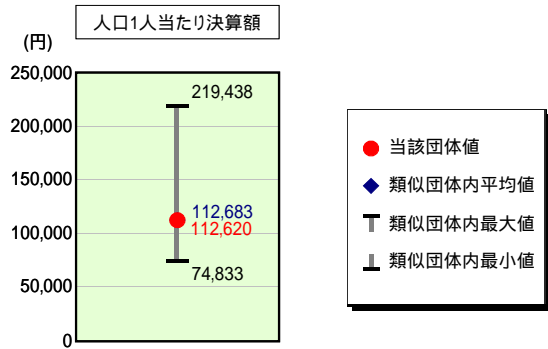 人口1人当たり決算額
(円)
250,000
200,000
150,000
100,000
50,000
0
219,438
112,683
112,620
74,833
当該団体値
類似団体内平均値
類似団体内最大値
類似団体内最小値